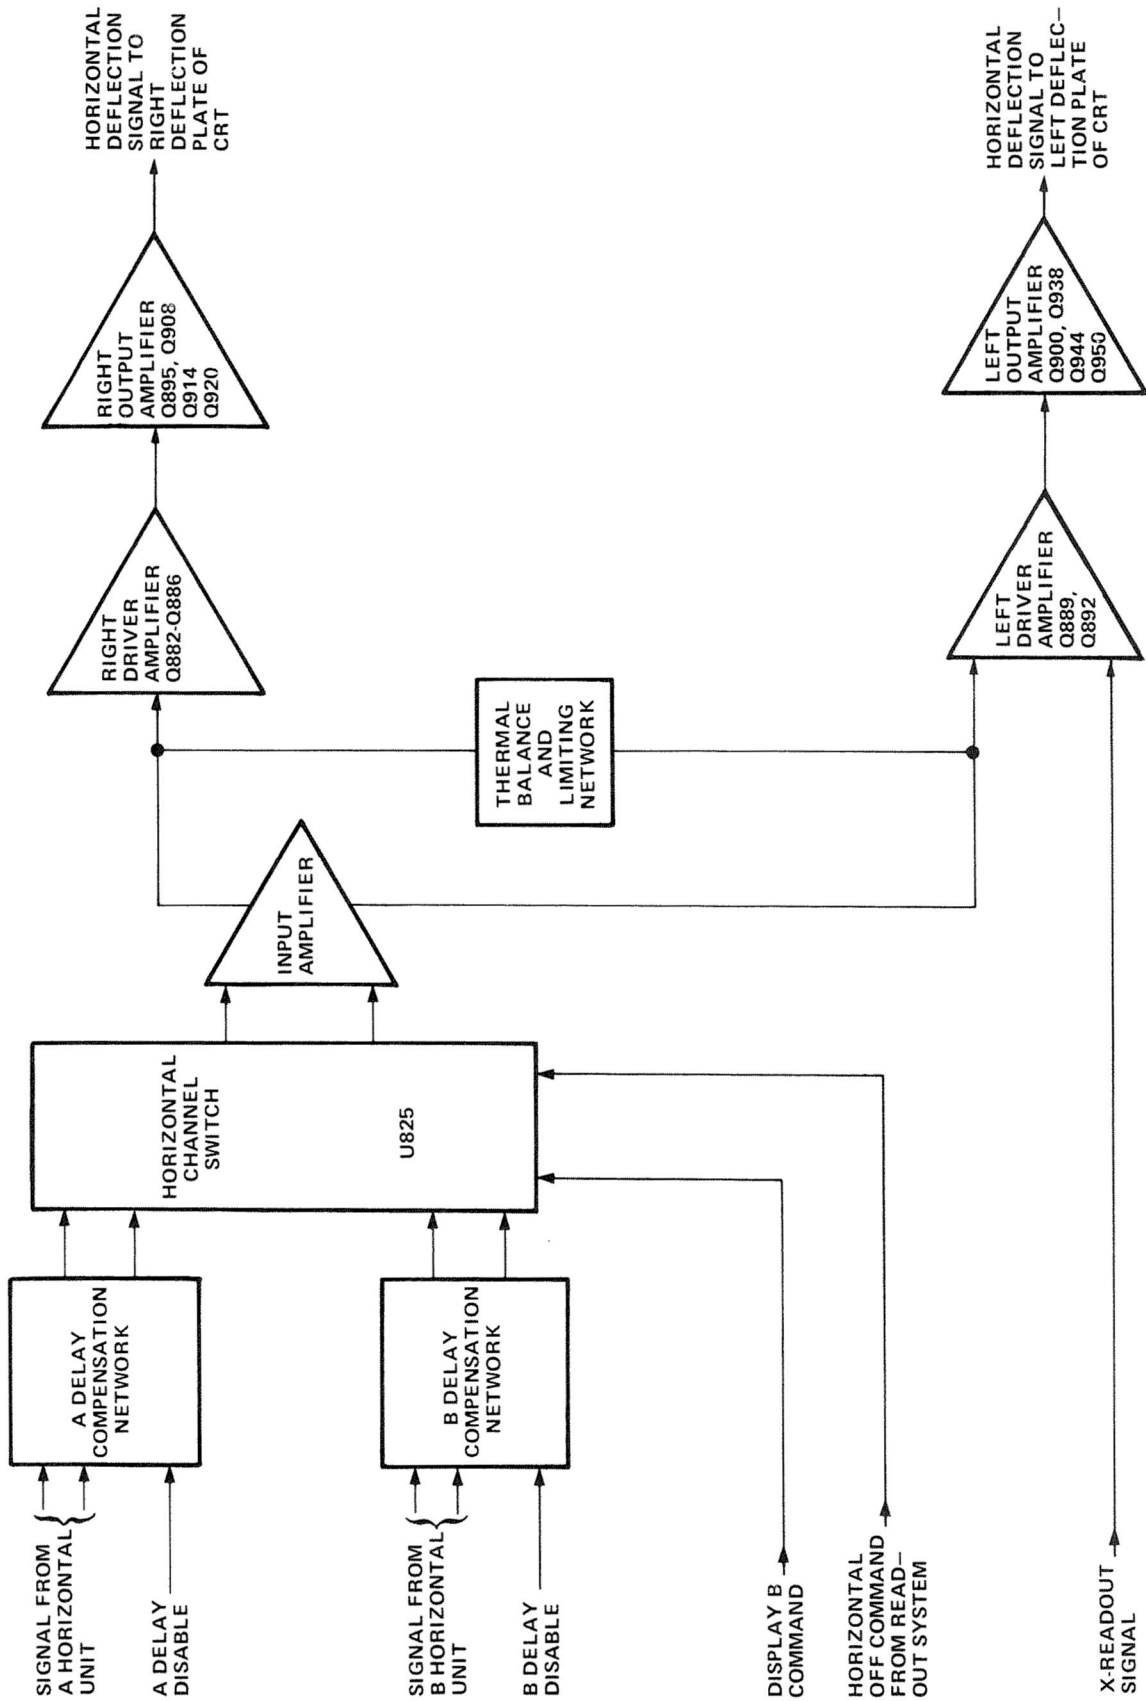 SIGNAL FROM
A HORIZONTAL
UNIT
A DELAY
DISABLE
A DELAY
COMPENSATION
NETWORK
SIGNAL FROM
B HORIZONTAL
UNIT
B DELAY
DISABLE
B DELAY
COMPENSATION
NETWORK
DISPLAY B
COMMAND
HORIZONTAL
OFF COMMAND
FROM READ—
OUT SYSTEM
X-READOUT
SIGNAL
HORIZONTAL
CHANNEL
SWITCH
U825
INPUT
AMPLIFIER
THERMAL
BALANCE
AND
LIMITING
NETWORK
RIGHT
DRIVER
AMPLIFIER
Q882-Q886
LEFT
DRIVER
AMPLIFIER
Q889,
Q892
RIGHT
OUTPUT
AMPLIFIER
Q895, Q908
Q914
Q920
LEFT
OUTPUT
AMPLIFIER
Q900, Q938
Q944
Q950
HORIZONTAL
DEFLECTION
SIGNAL TO
RIGHT
DEFLECTION
PLATE OF
CRT
HORIZONTAL
DEFLECTION
SIGNAL TO
LEFT DEFLEC—
TION PLATE
OF CRT